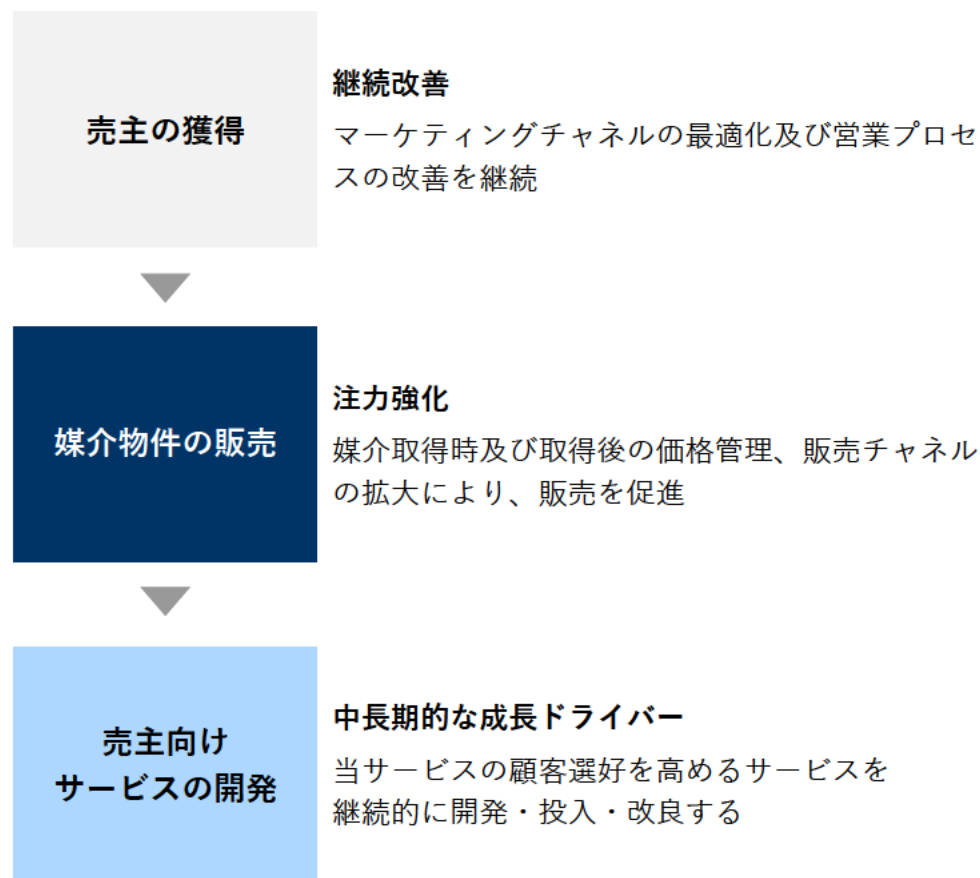 売主の獲得
継続改善
マーケティングチャネルの最適化及び営業プロセ
スの改善を継続
媒介物件の販売
注力強化
媒介取得時及び取得後の価格管理、販売チャネル
の拡大により、販売を促進
売主向け
サービスの開発
中長期的な成長ドライバー
当サービスの顧客選好を高めるサービスを
継続的に開発・投入・改良する